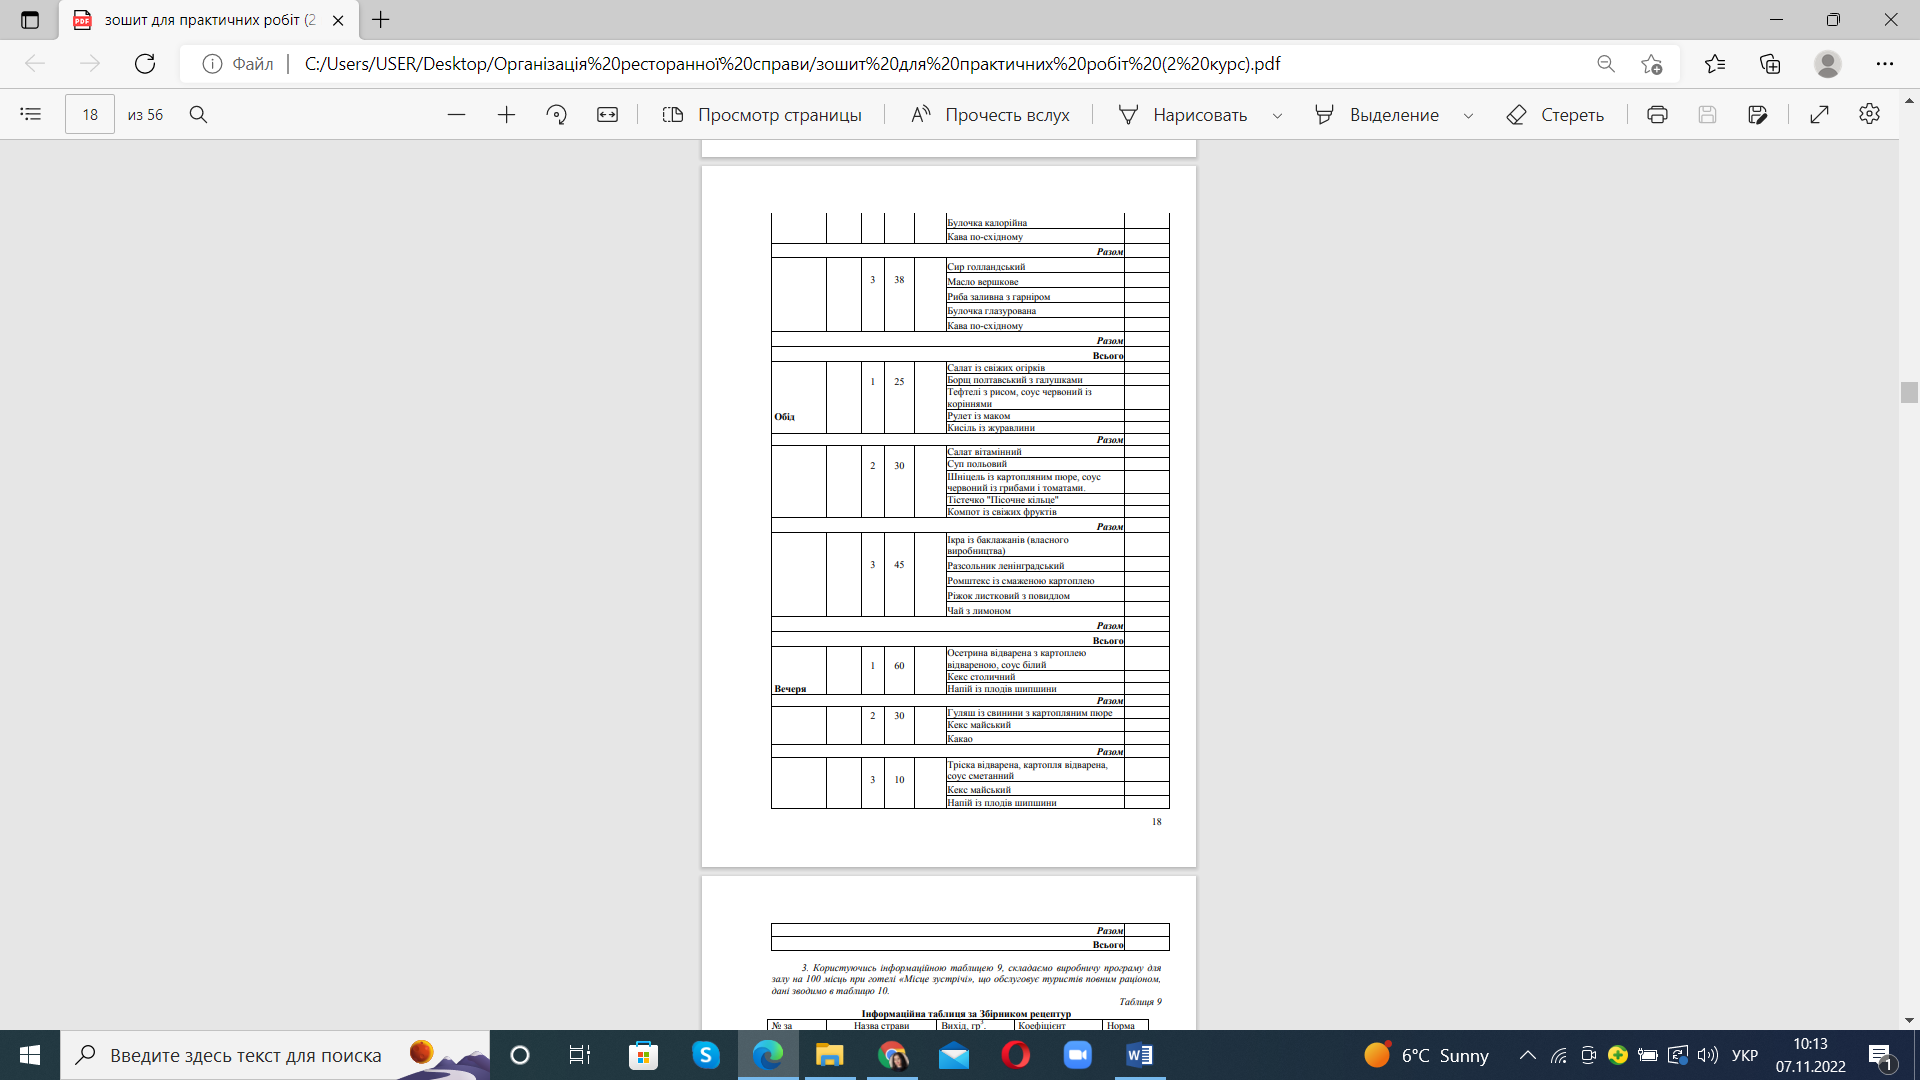 зошит для практичних робіт (2
Файл
C:/Users/USER/Desktop/Організація%20ресторанної%20справи/зошит%20для%20практичних%20робіт%20(2%20курс).pdf
18
из 56
Просмотр страницы
Прочесть вслух
Нарисовать
Выделение
Стереть
Булочка калорійна
Кава по-східному
Разом
3 38
Сир голландський
Масло вершкове
Риба заливна з гарніром
Булочка глазурована
Кава по-східному
Разом
Всього
Обід
1 25
Салат із свіжих огірків
Борщ полтавський з галушками
Тефтелі з рисом, соус червоний із
коріннями
Рулет із маком
Кисіль із журавлини
Разом
2 30
Салат вітамінний
Суп польовий
Шніцель із картопляним пюре, соус
червоний із грибами і томатами.
Тістечко "Пісочне кільце"
Компот із свіжих фруктів
Разом
3 45
Ікра із баклажанів (власного
виробництва)
Разсольник ленінградський
Ромштекс із смаженою картоплею
Ріжок листковий з повидлом
Чай з лимоном
Разом
Всього
Вечеря
1 60
Осетрина відварена з картоплею
відвареною, соус білий
Кекс столичний
Напій із плодів шипшини
Разом
2 30
Гуляш із свинини з картопляним пюре
Кекс майський
Какао
Разом
3 10
Тріска відварена, картопля відварена,
соус сметанний
Кекс майський
Напій із плодів шипшини
18
Разом
Всього
3. Користуючись інформаційною таблицею 9, складаємо виробничу програму для
залу на 100 місць при готелі «Місце зустрічі», що обслуговує туристів повним раціоном,
дані зводимо в таблицю 10.
Таблиця 9
Інформаційна таблиця за Збірником рецептур
№ за Назва страви Вихід, гр³. Коефіцієнт Норма
Введите здесь текст для поиска
6°C Sunny
УКР
10:13
07.11.2022
1